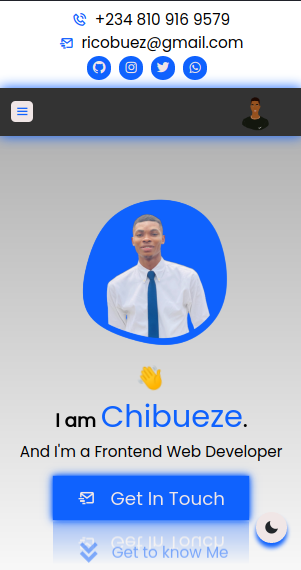 +234 810 916 9579
ricobuez@gmail.com
I am Chibueze.
And I'm a Frontend Web Developer
Get In Touch
Get to know Me